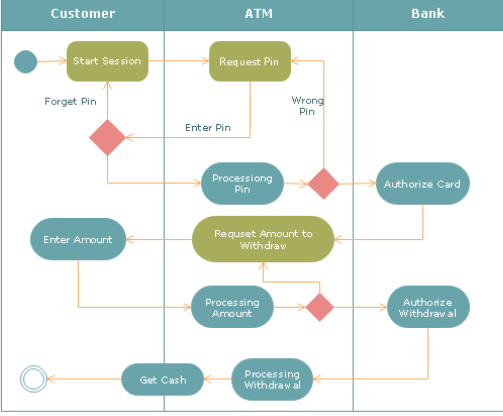 Customer
ATM
Bank
Start Session
Request Pin
Forget Pin
Wrong
Pin
Enter Pin
Processiong
Pin
Authorize Card
Enter Amount
Requset Amount to
Withdraw
Processing
Amount
Authorize
Withdrawal
Get Cash
Processing
Withdrawal